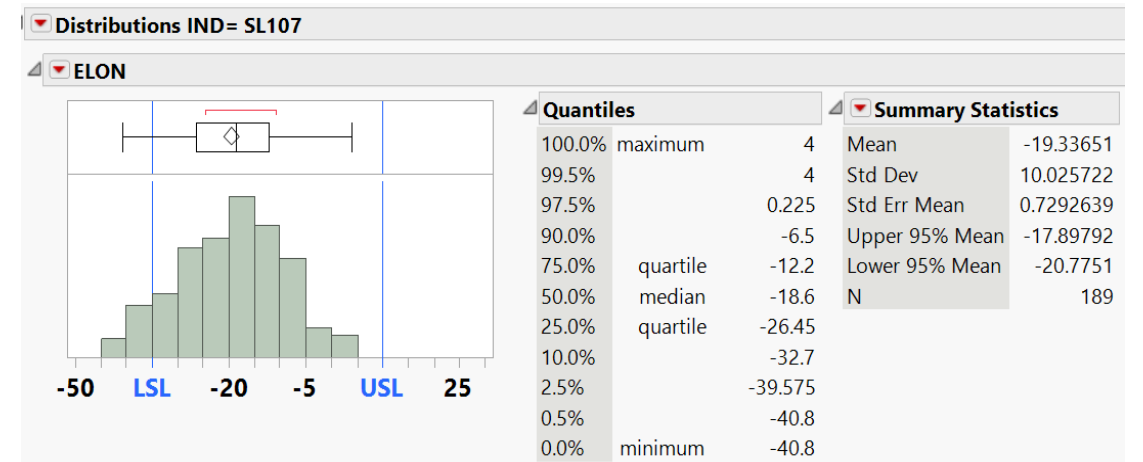 Distributions IND= SL107
ELON
-50 LSL -20 -5 USL 25
Quantiles
100.0% maximum 4
99.5% 4
97.5% 0.225
90.0% -6.5
75.0% quartile -12.2
50.0% median -18.6
25.0% quartile -26.45
10.0% -32.7
2.5% -39.575
0.5% -40.8
0.0% minimum -40.8
Summary Statistics
Mean -19.33651
Std Dev 10.025722
Std Err Mean 0.7292639
Upper 95% Mean -17.89792
Lower 95% Mean -20.7751
N 189